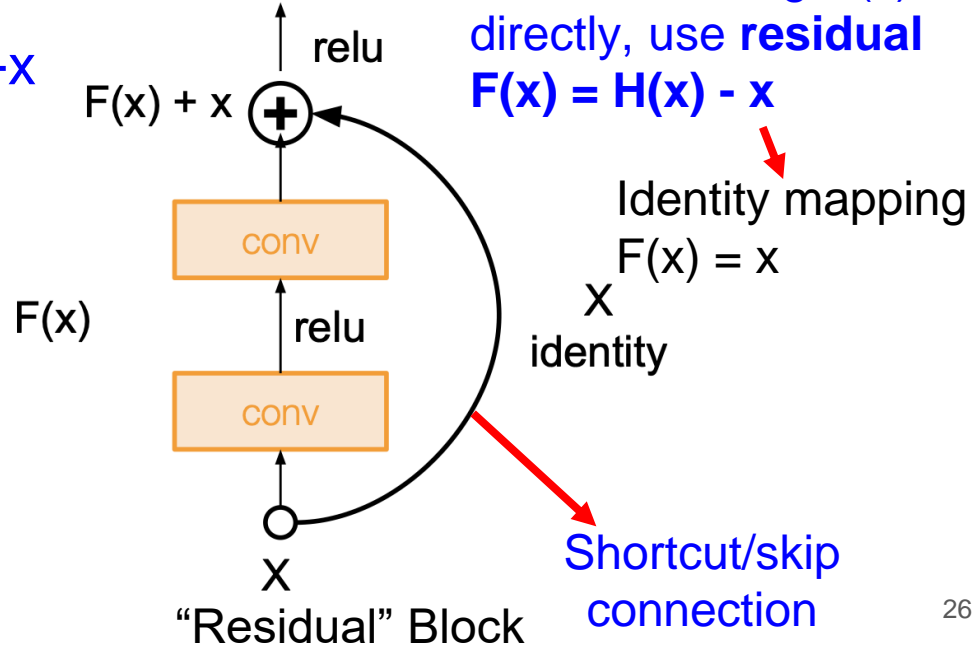 directly, use residual
F(x) = H(x) - x
+x
relu
F(x) + x
Identity mapping
F(x) = x
conv
F(x)
relu
X
identity
conv
X
"Residual" Block
Shortcut/skip
connection
26